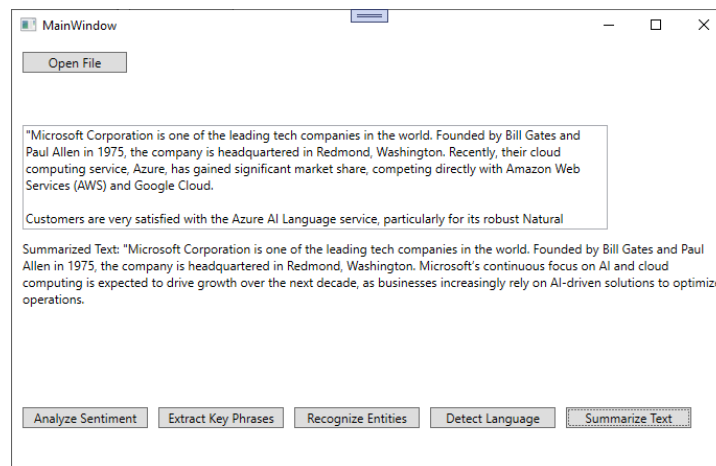 MainWindow
Open File
"Microsoft Corporation is one of the leading tech companies in the world. Founded by Bill Gates and
Paul Allen in 1975, the company is headquartered in Redmond, Washington. Recently, their cloud
computing service, Azure, has gained significant market share, competing directly with Amazon Web
Services (AWS) and Google Cloud.
Customers are very satisfied with the Azure AI Language service, particularly for its robust Natural
Summarized Text: "Microsoft Corporation is one of the leading tech companies in the world. Founded by Bill Gates and Paul
Allen in 1975, the company is headquartered in Redmond, Washington. Microsoft's continuous focus on AI and cloud
computing is expected to drive growth over the next decade, as businesses increasingly rely on AI-driven solutions to optimize
operations.
Analyze Sentiment Extract Key Phrases Recognize Entities Detect Language Summarize Text